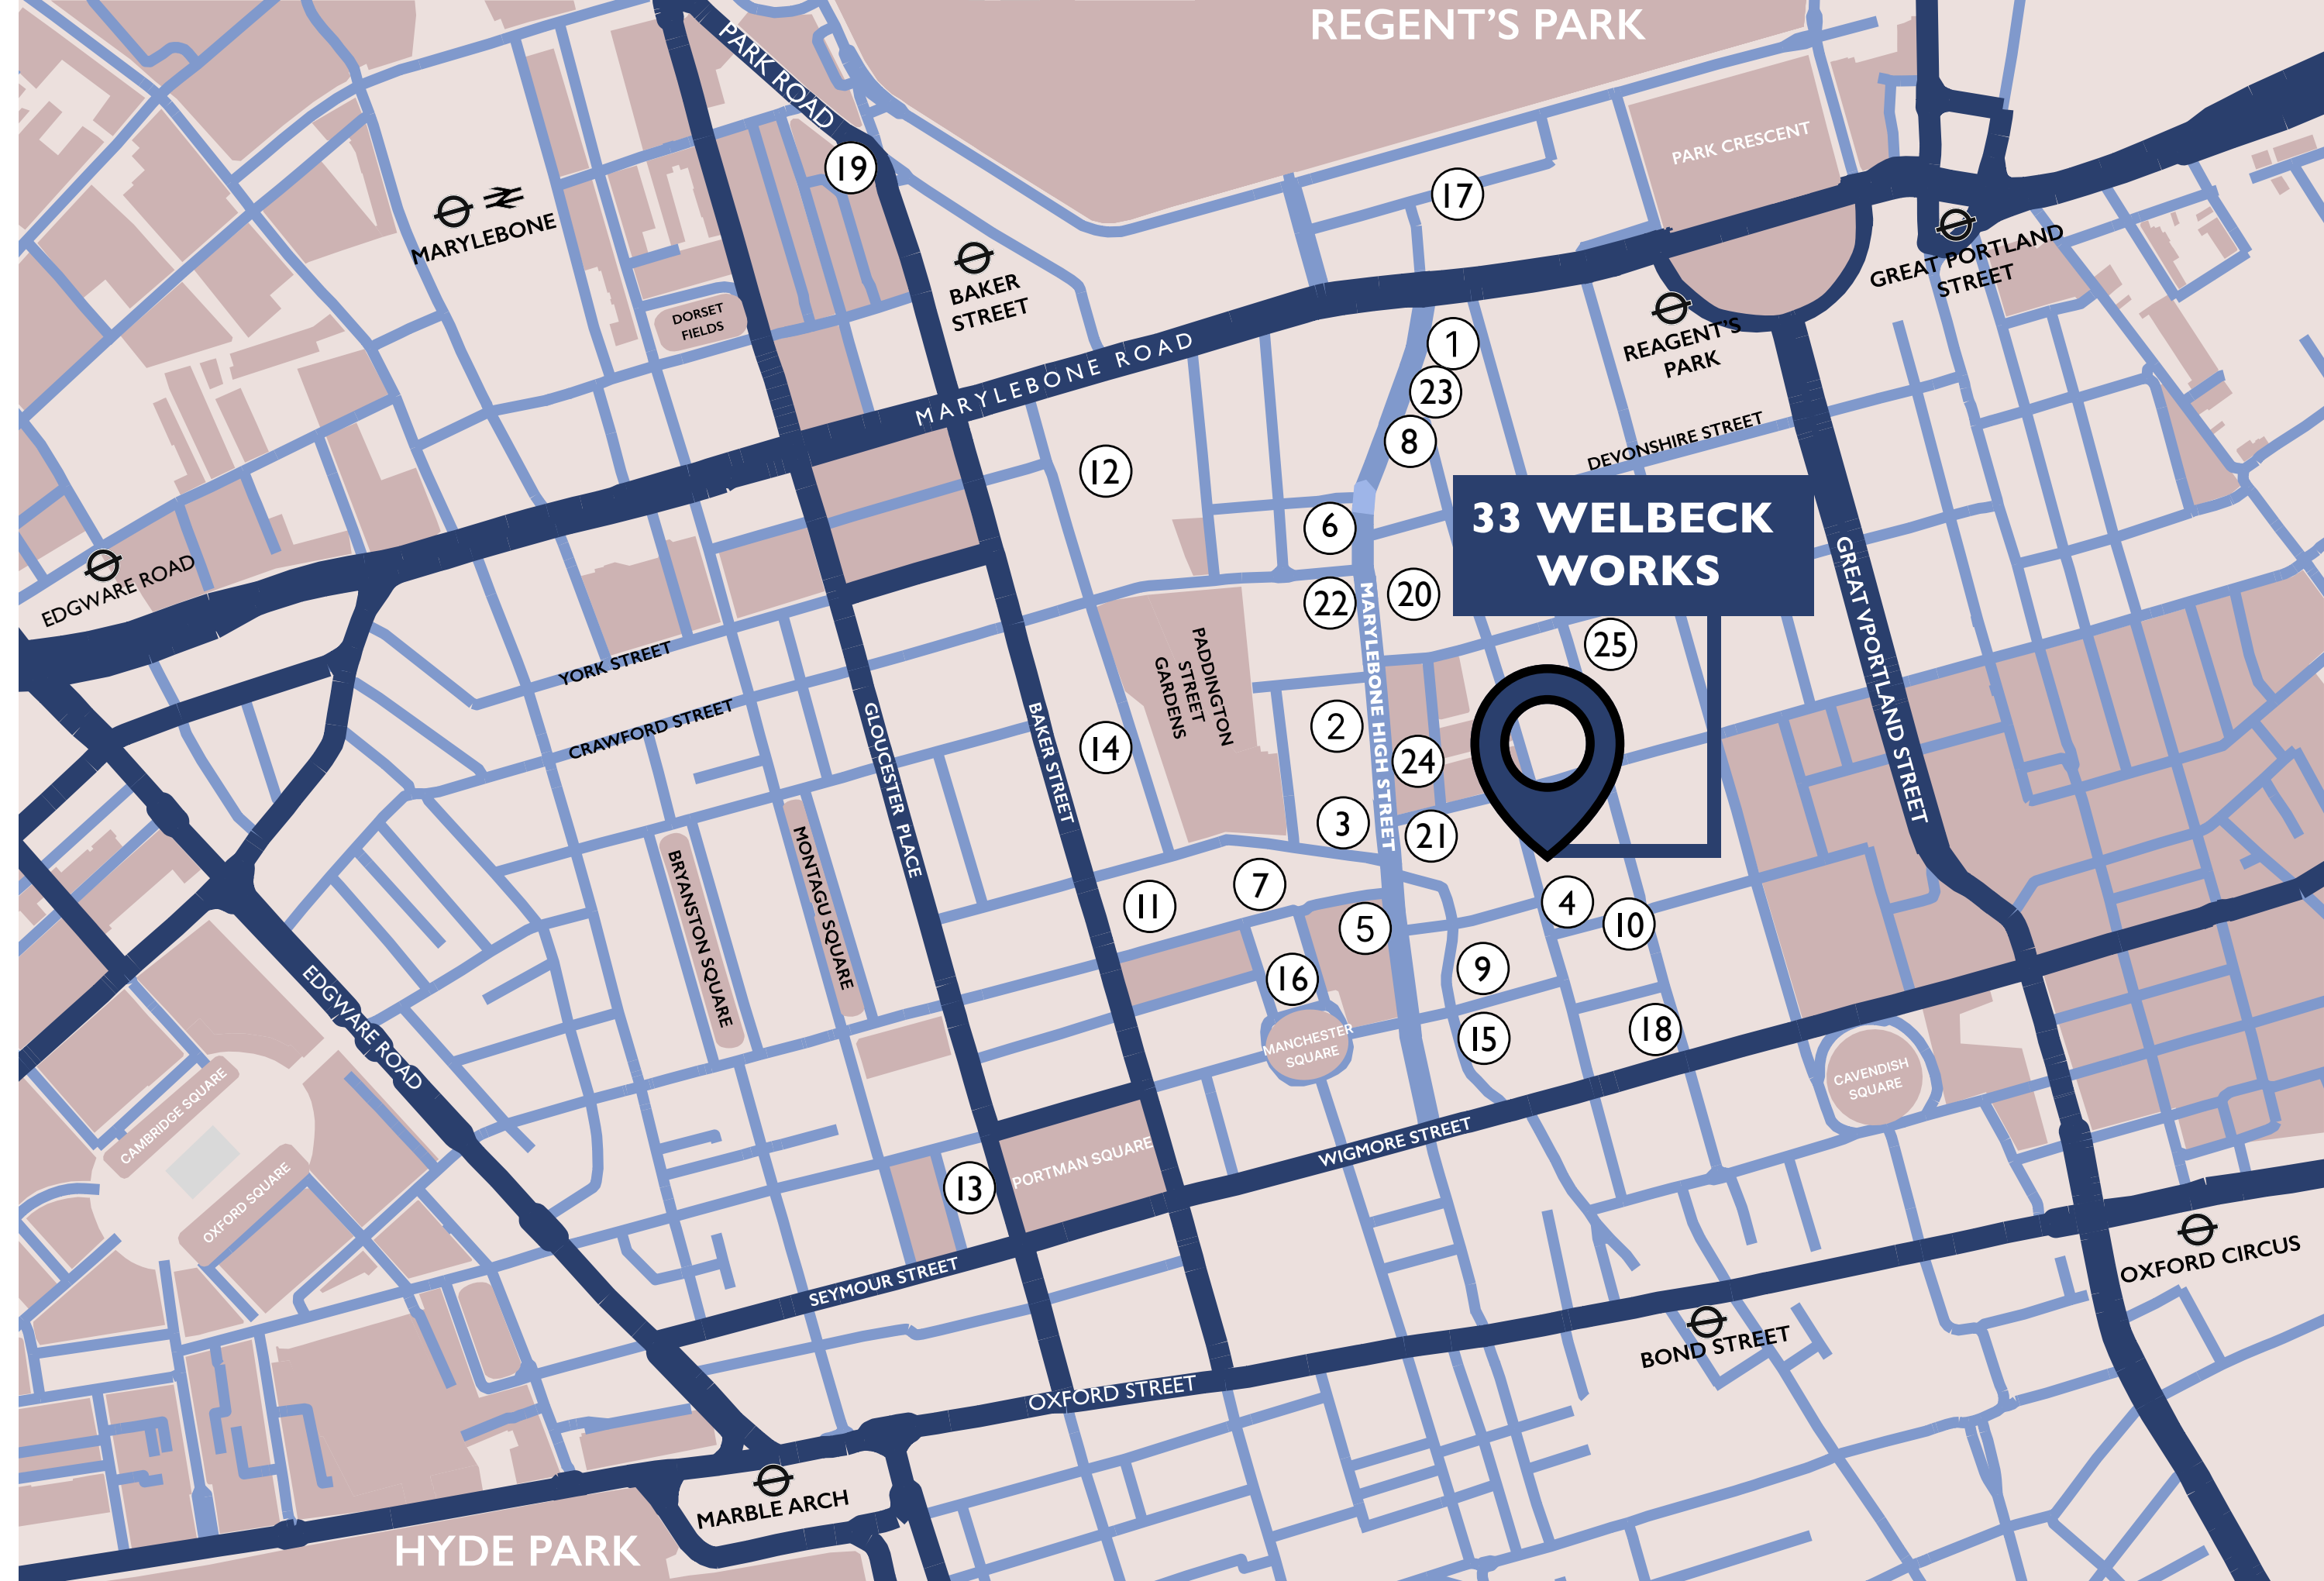 REGENT'S PARK
PARK ROAD
PARK CRESCENT
19
17
MARYLEBONE
BAKER
STREET
GREAT PORTLAND
STREET
DORSET
FIELDS
REAGENT'S
PARK
MARYLEBONE ROAD
1
23
8
DEVONSHIRE STREET
12
33 WELBECK
WORKS
6
EDGWARE ROAD
22
20
GREAT VPORTLAND STREET
25
YORK STREET
CRAWFORD STREET
PADDINGTON
STREET
GARDENS
MARYLEBONE HIGH STREET
GLOUCESTER PLACE
BAKER STREET
14
2
24
3
21
BRYANSTON SQUARE
MONTAGU SQUARE
7
11
4
5
10
9
16
EDGWARE ROAD
18
15
MANCHESTER
SQUARE
CAVENDISH
SQUARE
CAMBRIDGE SQUARE
OXFORD SQUARE
PORTMAN SQUARE
WIGMORE STREET
13
SEYMOUR STREET
OXFORD CIRCUS
BOND STREET
OXFORD STREET
MARBLE ARCH
HYDE PARK